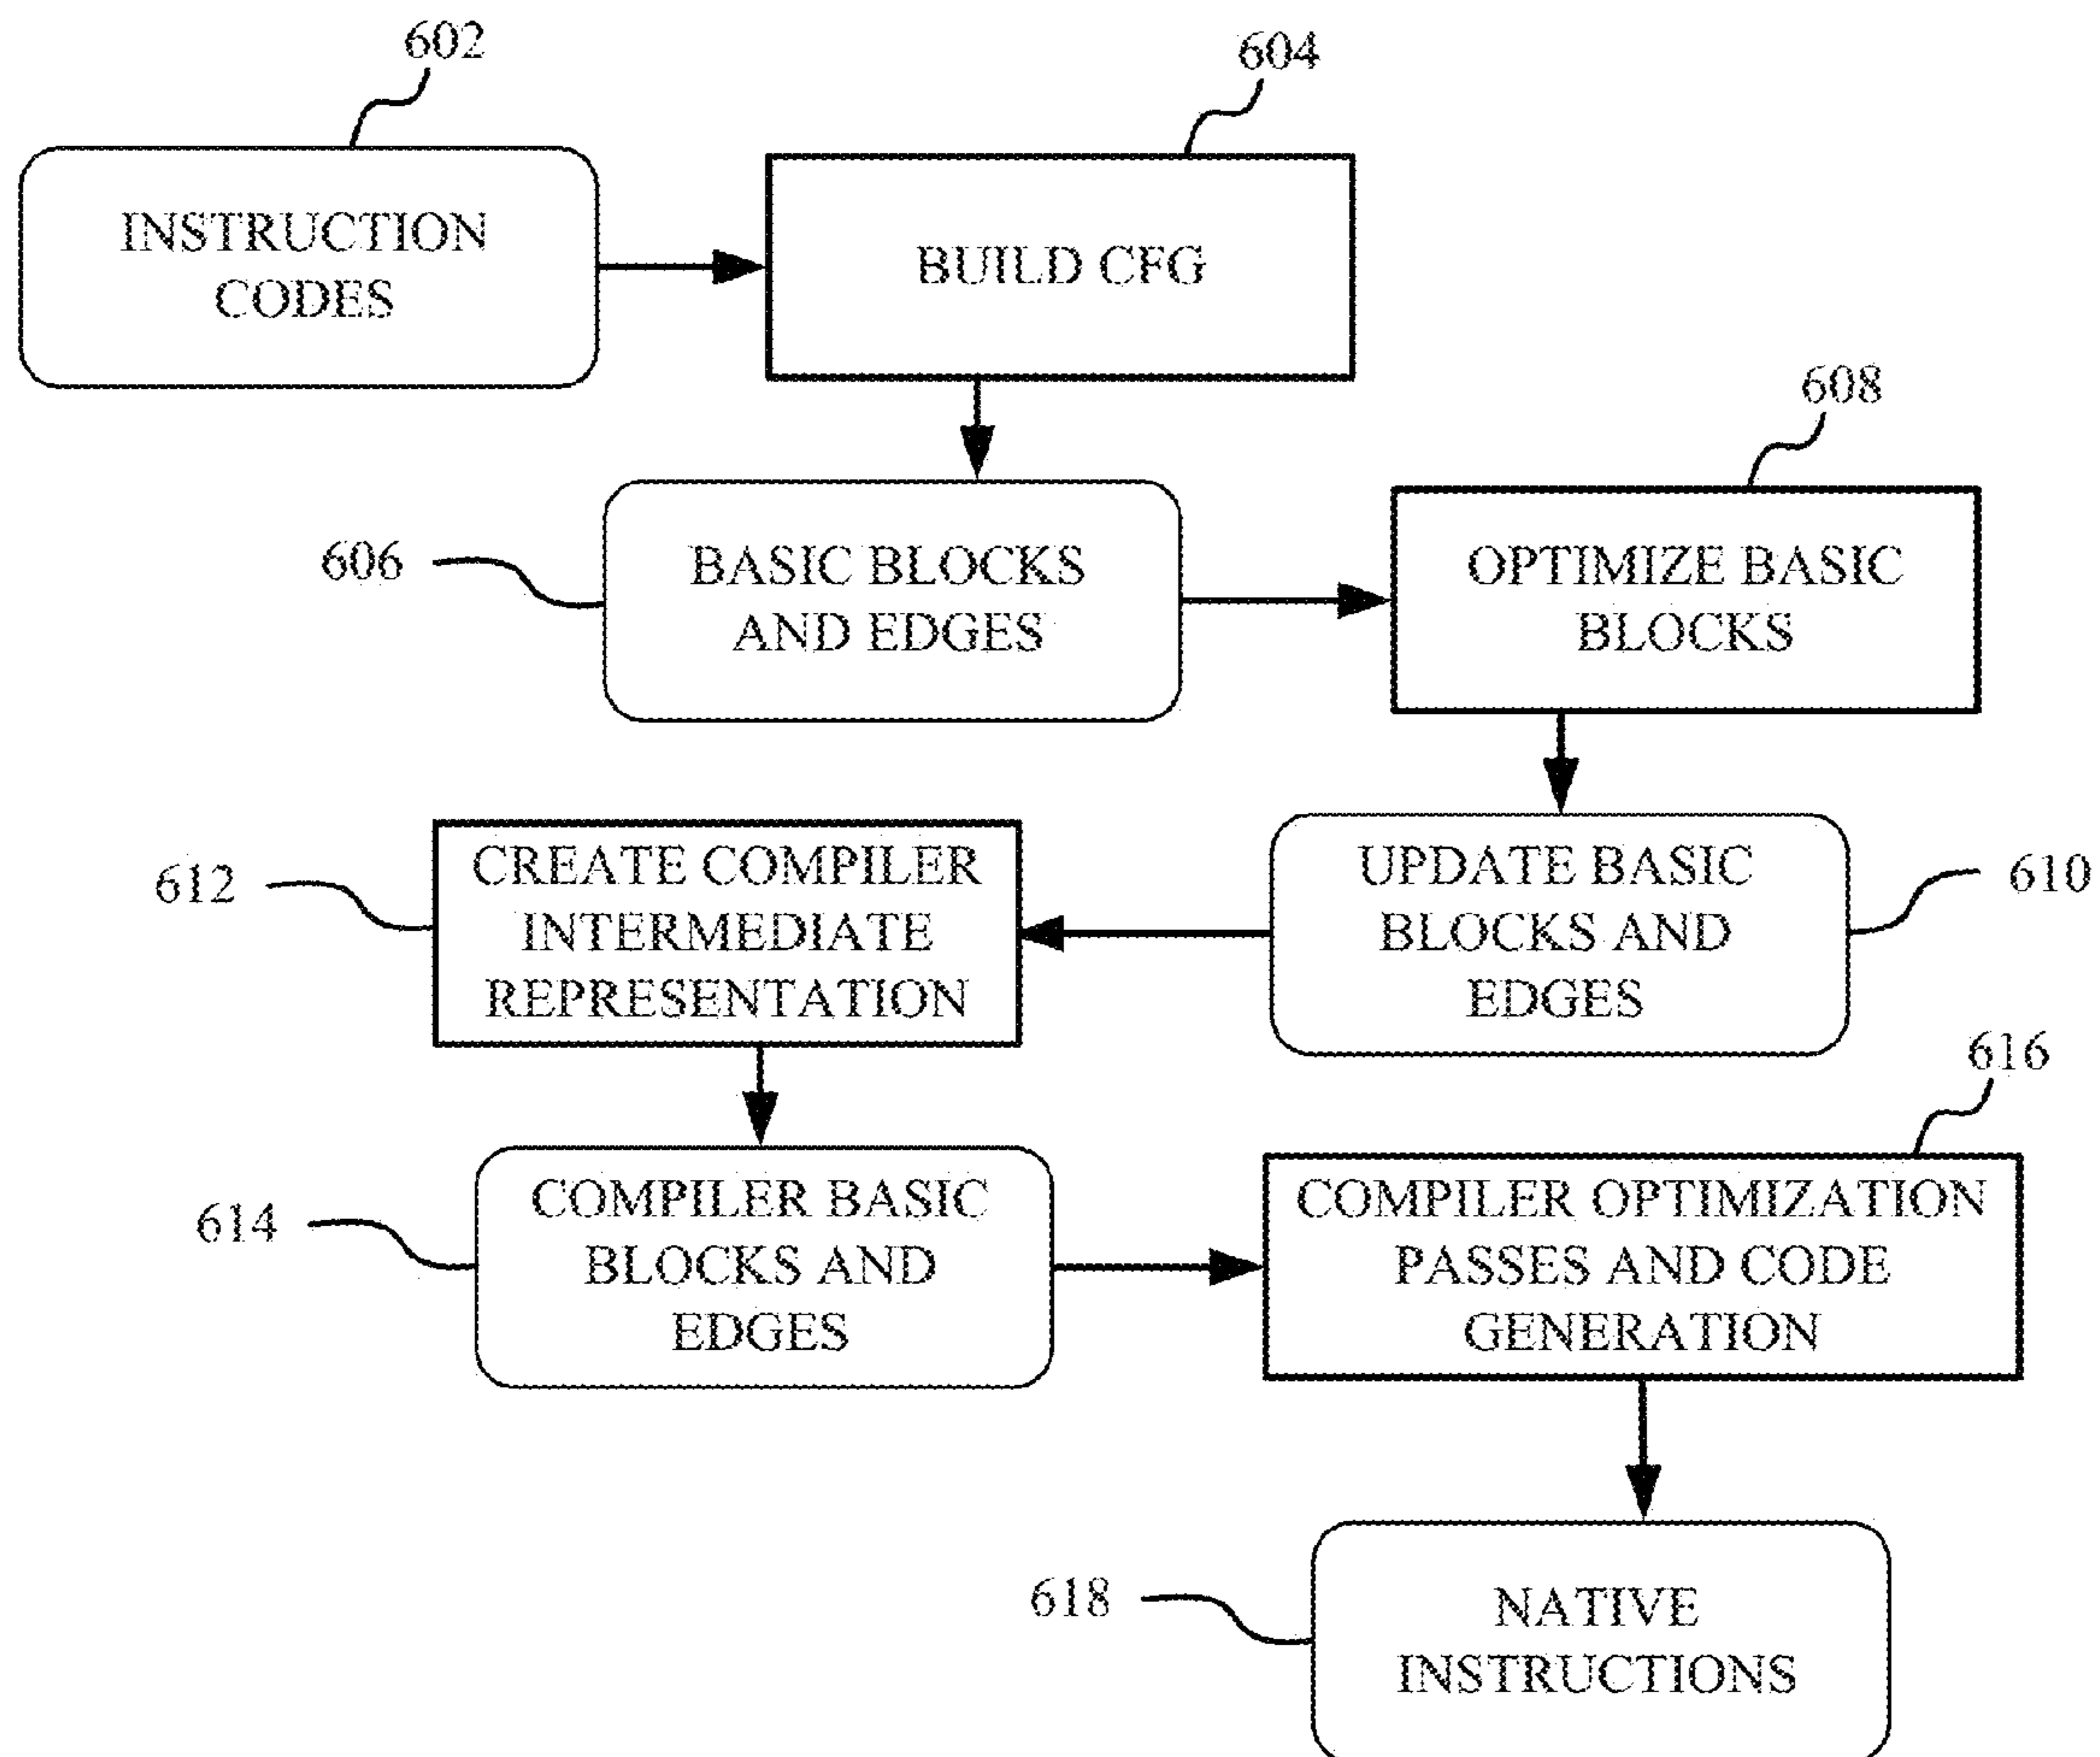 602
604
INSTRUCTION
CODES
BUILD CFG
608
606
BASIC BLOCKS
AND EDGES
OPTIMIZE BASIC
BLOCKS
612
CREATE COMPILER
INTERMEDIATE
REPRESENTATION
UPDATE BASIC
BLOCKS AND
EDGES
610
616
614
COMPILER BASIC
BLOCKS AND
EDGES
COMPILER OPTIMIZATION
PASSES AND CODE
GENERATION
618
NATIVE
INSTRUCTIONS